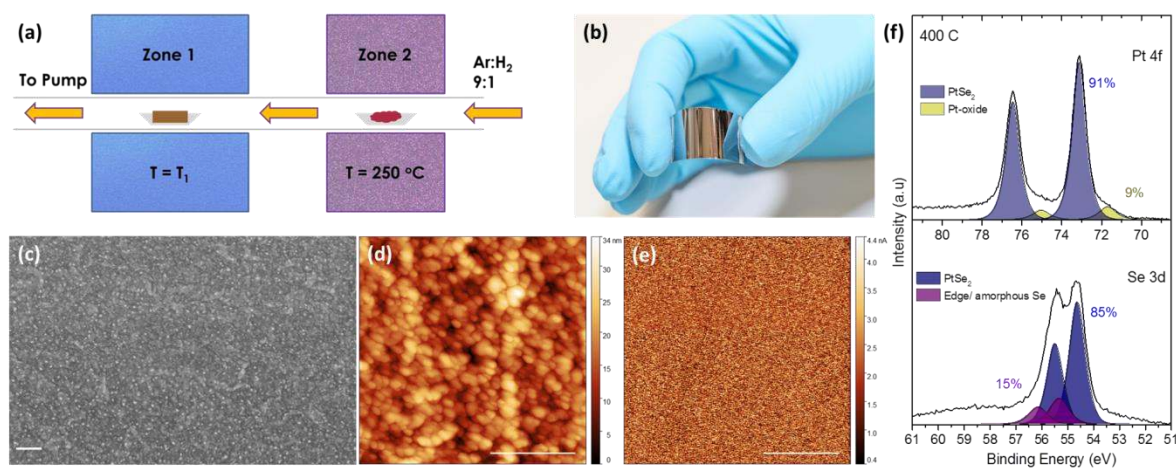 (a)
Zone 1
Zone 2
To Pump
Ar:H₂
9:1
T = T₁
T = 250 °C
(b)
(c)
(d)
34 nm
30
25
20
15
10
5
0
(e)
4.4 nA
4.0
3.5
3.0
2.5
2.0
1.5
1.0
0.4
(f)
400 C
Pt 4f
91%
PtSe₂
Pt-oxide
9%
80 78 76 74 72 70
Intensity (a.u)
PtSe₂
Se 3d
Edge/ amorphous Se
85%
15%
61 60 59 58 57 56 55 54 53 52 51
Binding Energy (eV)